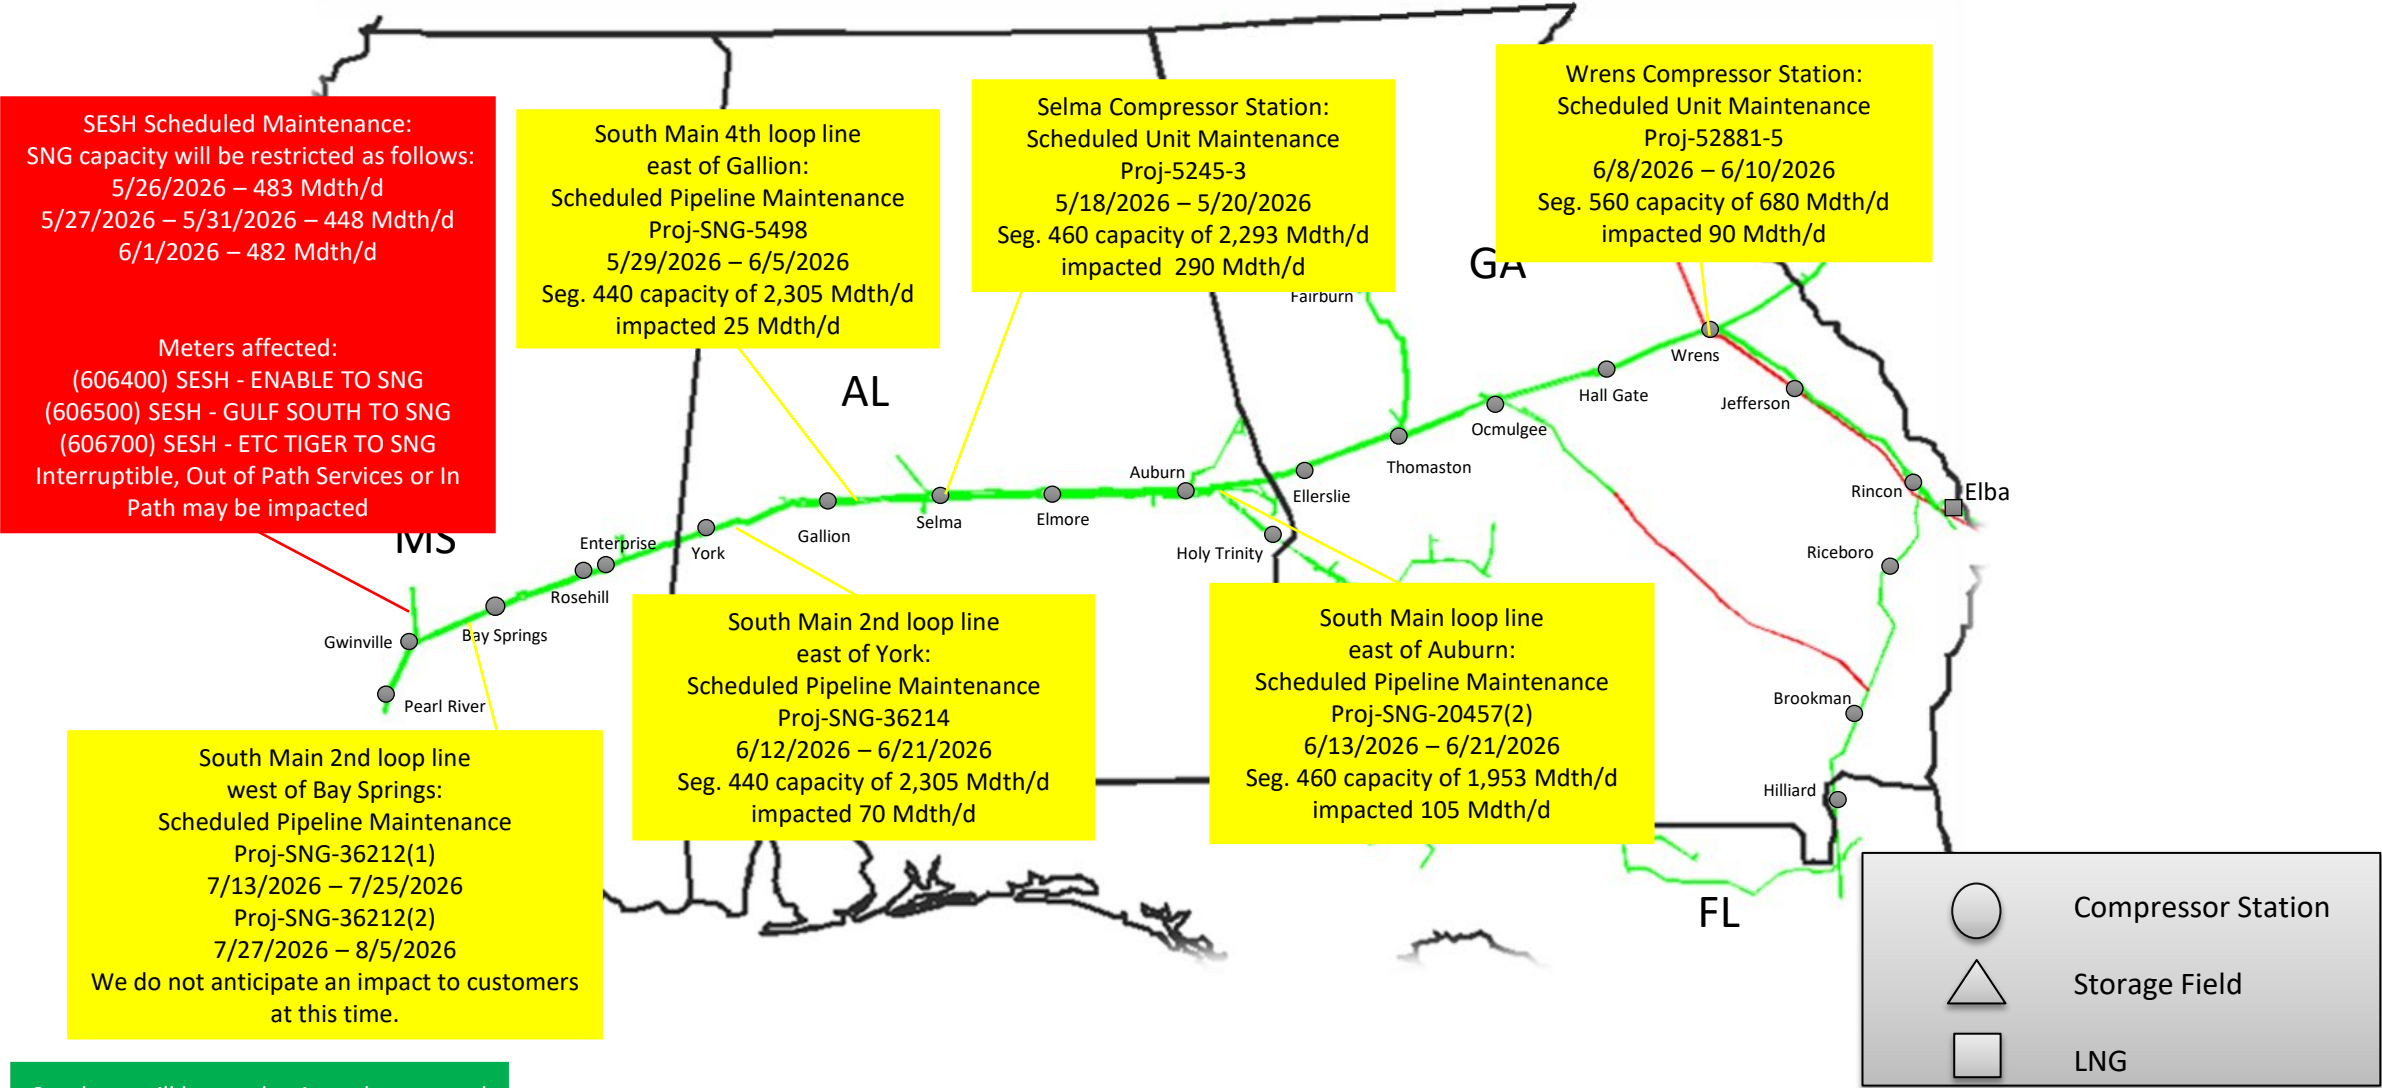 SESH Scheduled Maintenance:
SNG capacity will be restricted as follows:
5/26/2026 – 483 Mdth/d
5/27/2026 – 5/31/2026 – 448 Mdth/d
6/1/2026 – 482 Mdth/d
Meters affected:
(606400) SESH - ENABLE TO SNG
(606500) SESH - GULF SOUTH TO SNG
(606700) SESH - ETC TIGER TO SNG
Interruptible, Out of Path Services or In
Path may be impacted
South Main 4th loop line
east of Gallion:
Scheduled Pipeline Maintenance
Proj-SNG-5498
5/29/2026 – 6/5/2026
Seg. 440 capacity of 2,305 Mdth/d
impacted 25 Mdth/d
Selma Compressor Station:
Scheduled Unit Maintenance
Proj-5245-3
5/18/2026 – 5/20/2026
Seg. 460 capacity of 2,293 Mdth/d
impacted  290 Mdth/d
Wrens Compressor Station:
Scheduled Unit Maintenance
Proj-52881-5
6/8/2026 – 6/10/2026
Seg. 560 capacity of 680 Mdth/d
impacted 90 Mdth/d
GA
Fairburn
AL
MS
Wrens
Hall Gate
Jefferson
Ocmulgee
Thomaston
Auburn
Ellerslie
Rincon
Elba
Selma
Elmore
Gallion
York
Enterprise
Holy Trinity
Riceboro
Rosehill
Bay Springs
Gwinville
Pearl River
Brookman
Hilliard
South Main 2nd loop line
west of Bay Springs:
Scheduled Pipeline Maintenance
Proj-SNG-36212(1)
7/13/2026 – 7/25/2026
Proj-SNG-36212(2)
7/27/2026 – 8/5/2026
We do not anticipate an impact to customers
at this time.
South Main 2nd loop line
east of York:
Scheduled Pipeline Maintenance
Proj-SNG-36214
6/12/2026 – 6/21/2026
Seg. 440 capacity of 2,305 Mdth/d
impacted 70 Mdth/d
South Main loop line
east of Auburn:
Scheduled Pipeline Maintenance
Proj-SNG-20457(2)
6/13/2026 – 6/21/2026
Seg. 460 capacity of 1,953 Mdth/d
impacted 105 Mdth/d
FL
Compressor Station
Storage Field
LNG